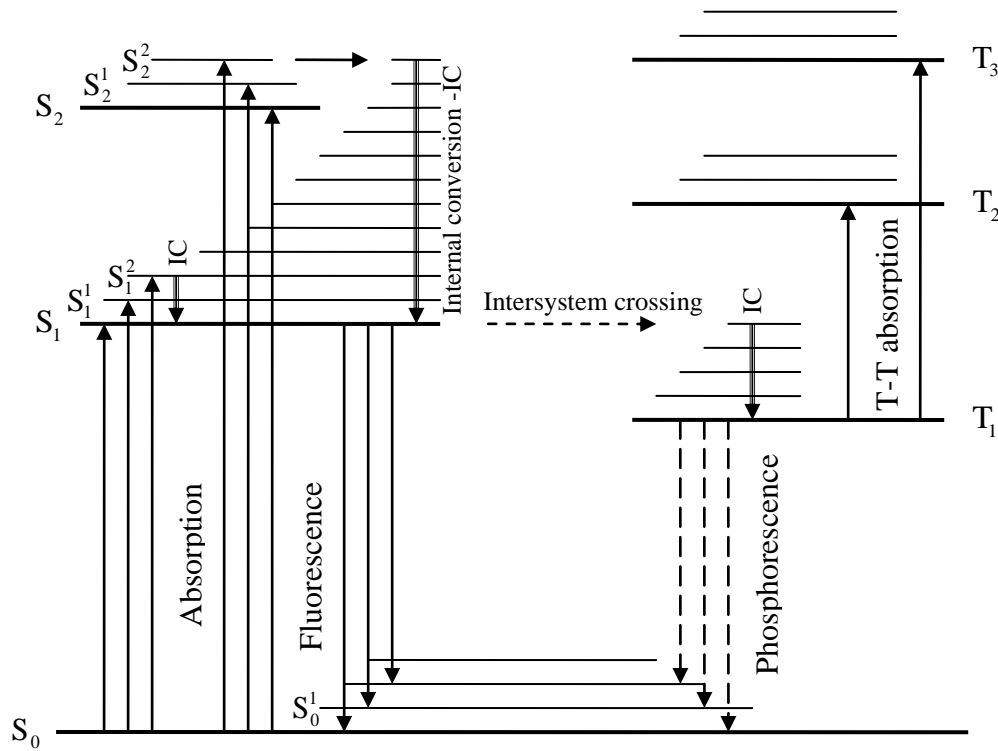 S₂²
S₂¹
S₂
T₃
Internal conversion -IC
T₂
IC
S₁²
S₁¹
S₁
Intersystem crossing
IC
T-T absorption
T₁
Absorption
Fluorescence
Phosphorescence
S₀¹
S₀